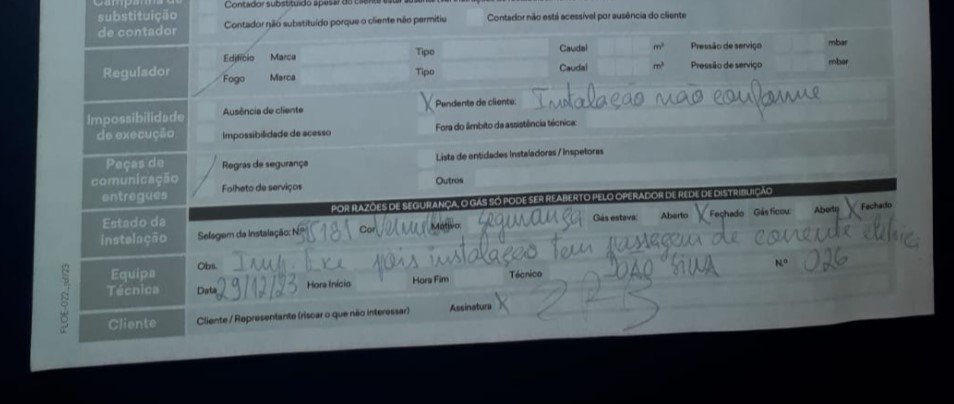 Campanha de substituição de contador
Contador não substituído porque o cliente não permitiu Contador não está acessível por ausência do cliente
Regulador
Edifício Marca Tipo Caudal m³ Pressão de serviço mbar
Fogo Marca Tipo Caudal m³ Pressão de serviço mbar
Impossibilidade de execução
Ausência de cliente X Pendente de cliente: Instalação não conforme
Impossibilidade de acesso Fora do âmbito da assistência técnica:
Peças de comunicação entregues
Regras de segurança Lista de entidades Instaladores / Inspetores
Folheto de serviços Outros
POR RAZÕES DE SEGURANÇA, O GÁS SÓ PODE SER REABERTO PELO OPERADOR DE REDE DE DISTRIBUIÇÃO
Estado da Instalação
Selagem da Instalação: Nº Cor Vermelho Motivo: Segurança Gás estava: Aberto X Fechado Gás ficou: Aberto X Fechado
Equipa Técnica
Obs. pois instalação tem passagem de corrente
Data 29/12/23 Hora Início Hora Fim Técnico JOÃO SILVA N.º 026
Cliente
Cliente / Representante (riscar o que não interessar) Assinatura X